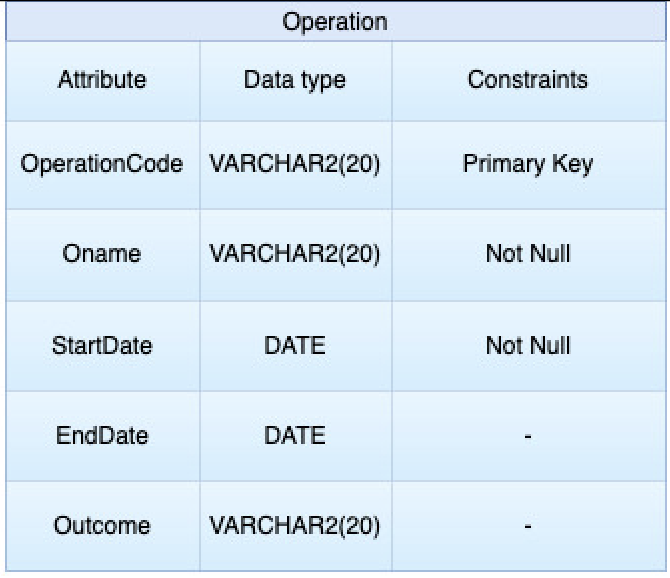 Operation
Attribute Data type Constraints
OperationCode VARCHAR2(20) Primary Key
Oname VARCHAR2(20) Not Null
StartDate DATE Not Null
EndDate DATE -
Outcome VARCHAR2(20) -